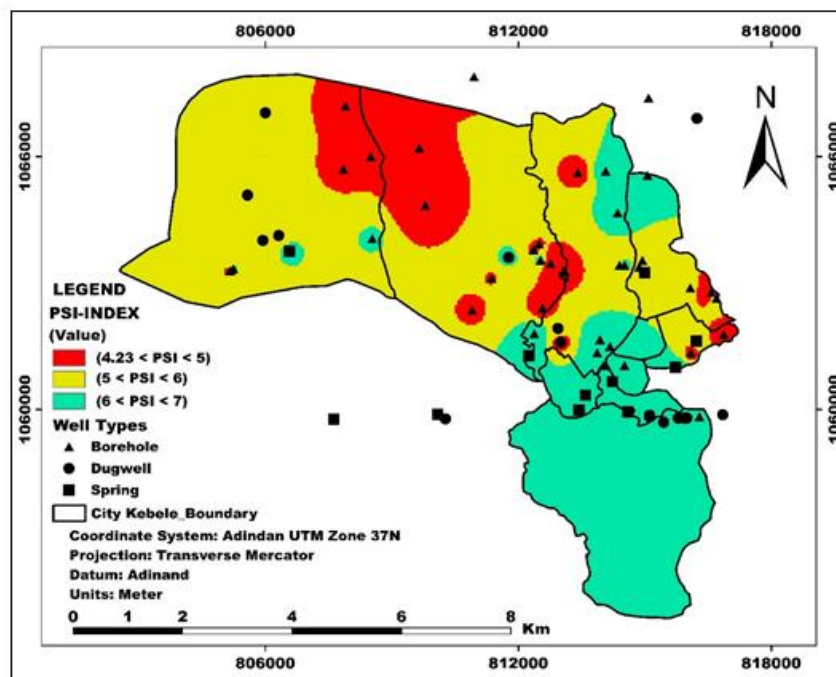 806000 812000 818000
N
1066000 1066000
LEGEND
PSI-INDEX
(Value)
(4.23 < PSI < 5)
(5 < PSI < 6)
(6 < PSI < 7)
Well Types
Borehole
Dugwell
Spring
City Kebele_Boundary
1060000 1060000
Coordinate System: Adindan UTM Zone 37N
Projection: Transverse Mercator
Datum: Adinand
Units: Meter
0 2 4 6 8
Km
806000 812000 818000